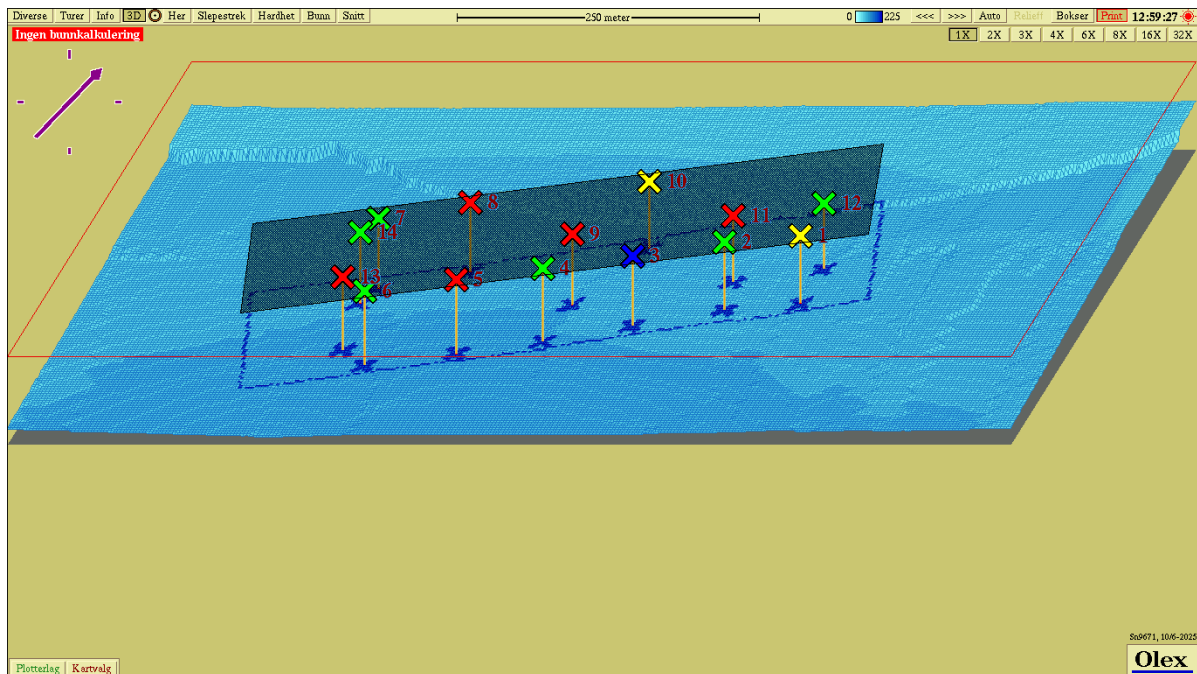 Diverse Turer Info 3D Her Slepestrek Hardhet Bunn Snitt 250 meter 0 225 <<< >>> Auto Relieff Bokser Print 12:59:27
Ingen bunnkalkulering 1X 2X 3X 4X 6X 8X 16X 32X
10
8 12
7 11
14 9 2 1
3
13 5 4
6
Sn9671, 10/6-2025
Plotterlag Kartvalg Olex